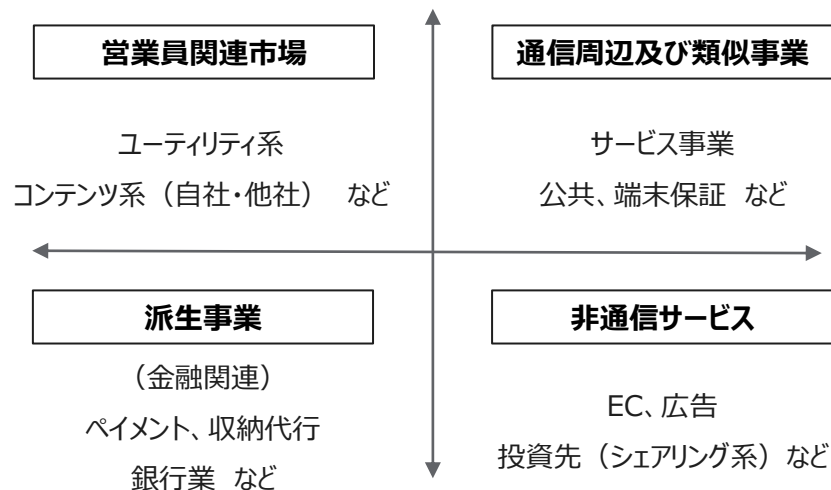 営業員関連市場
ユーティリティ系
コンテンツ系（自社・他社） など
通信周辺及び類似事業
サービス事業
公共、端末保証 など
派生事業
（金融関連）
ペイメント、収納代行
銀行業 など
非通信サービス
EC、広告
投資先（シェアリング系）など